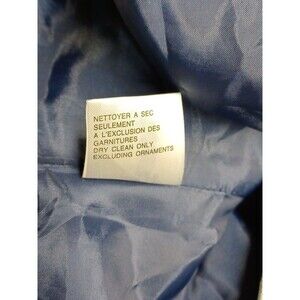 NETTOYER A SEC
SEULEMENT
A L'EXCLUSION DES
GARNITURES
DRY CLEAN ONLY
EXCLUDING ORNAMENTS